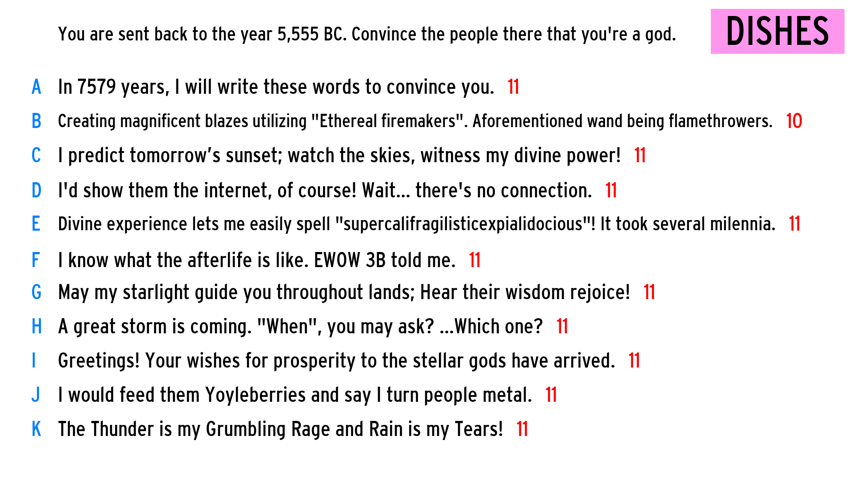 You are sent back to the year 5,555 BC. Convince the people there that you're a god.
DISHES
A In 7579 years, I will write these words to convince you. 11
B Creating magnificent blazes utilizing "Ethereal firemakers". Aforementioned wand being flamethrowers. 10
C I predict tomorrow’s sunset; watch the skies, witness my divine power! 11
D I'd show them the internet, of course! Wait... there's no connection. 11
E Divine experience lets me easily spell "supercalifragilisticexpialidocious"! It took several milennia. 11
F I know what the afterlife is like. EWOW 3B told me. 11
G May my starlight guide you throughout lands; Hear their wisdom rejoice! 11
H A great storm is coming. "When", you may ask? ...Which one? 11
I Greetings! Your wishes for prosperity to the stellar gods have arrived. 11
J I would feed them Yoyleberries and say I turn people metal. 11
K The Thunder is my Grumbling Rage and Rain is my Tears! 11